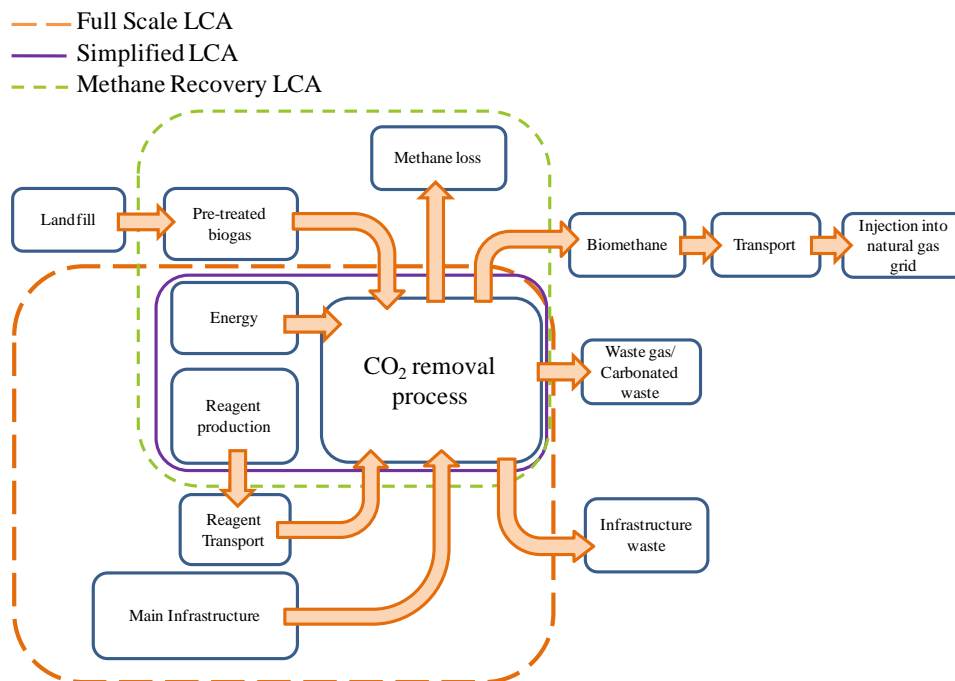 Full Scale LCA
Simplified LCA
Methane Recovery LCA
Methane loss
Landfill
Pre-treated
biogas
Biomethane
Transport
Injection into
natural gas
grid
Energy
CO₂ removal
process
Waste gas/
Carbonated
waste
Reagent
production
Reagent
Transport
Infrastructure
waste
Main Infrastructure